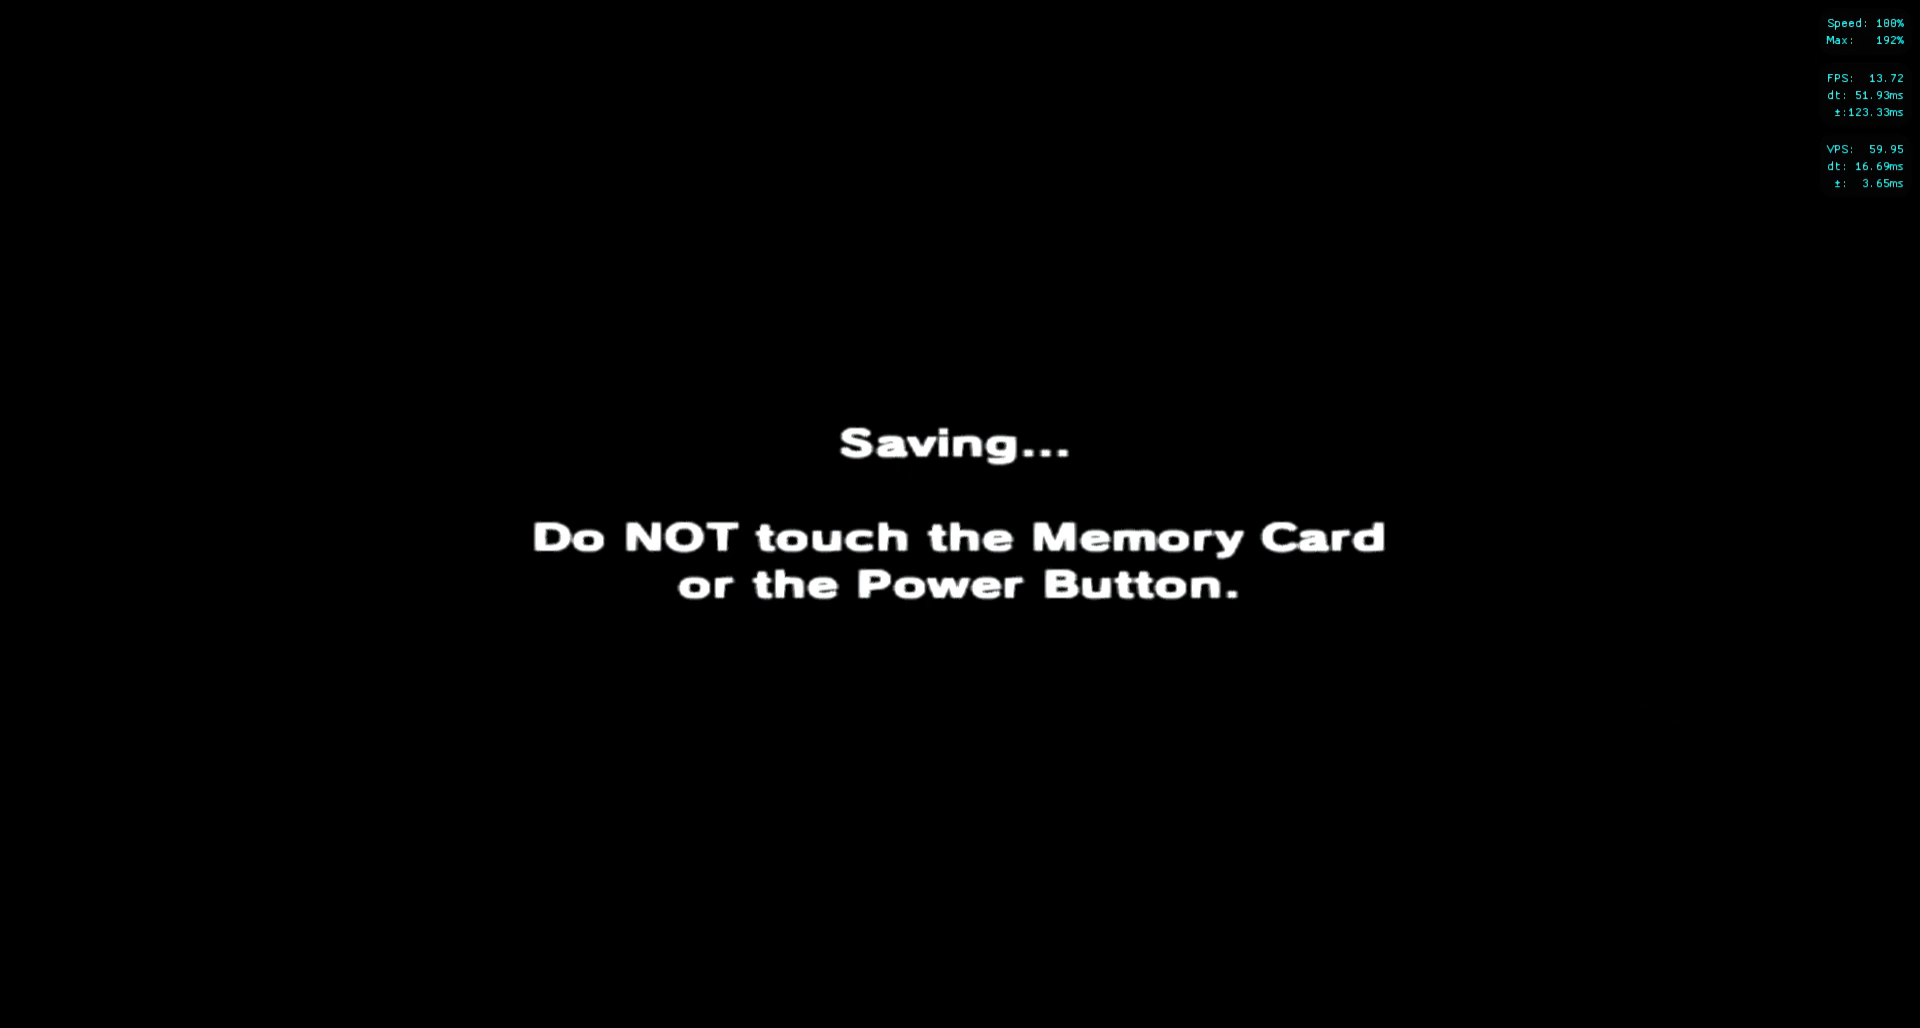 Speed: 100%
Max: 192%
FPS: 13.72
dt: 51.93ms
±:123.33ms
VPS: 59.95
dt: 16.69ms
±: 3.65ms
Saving...
Do NOT touch the Memory Card
or the Power Button.